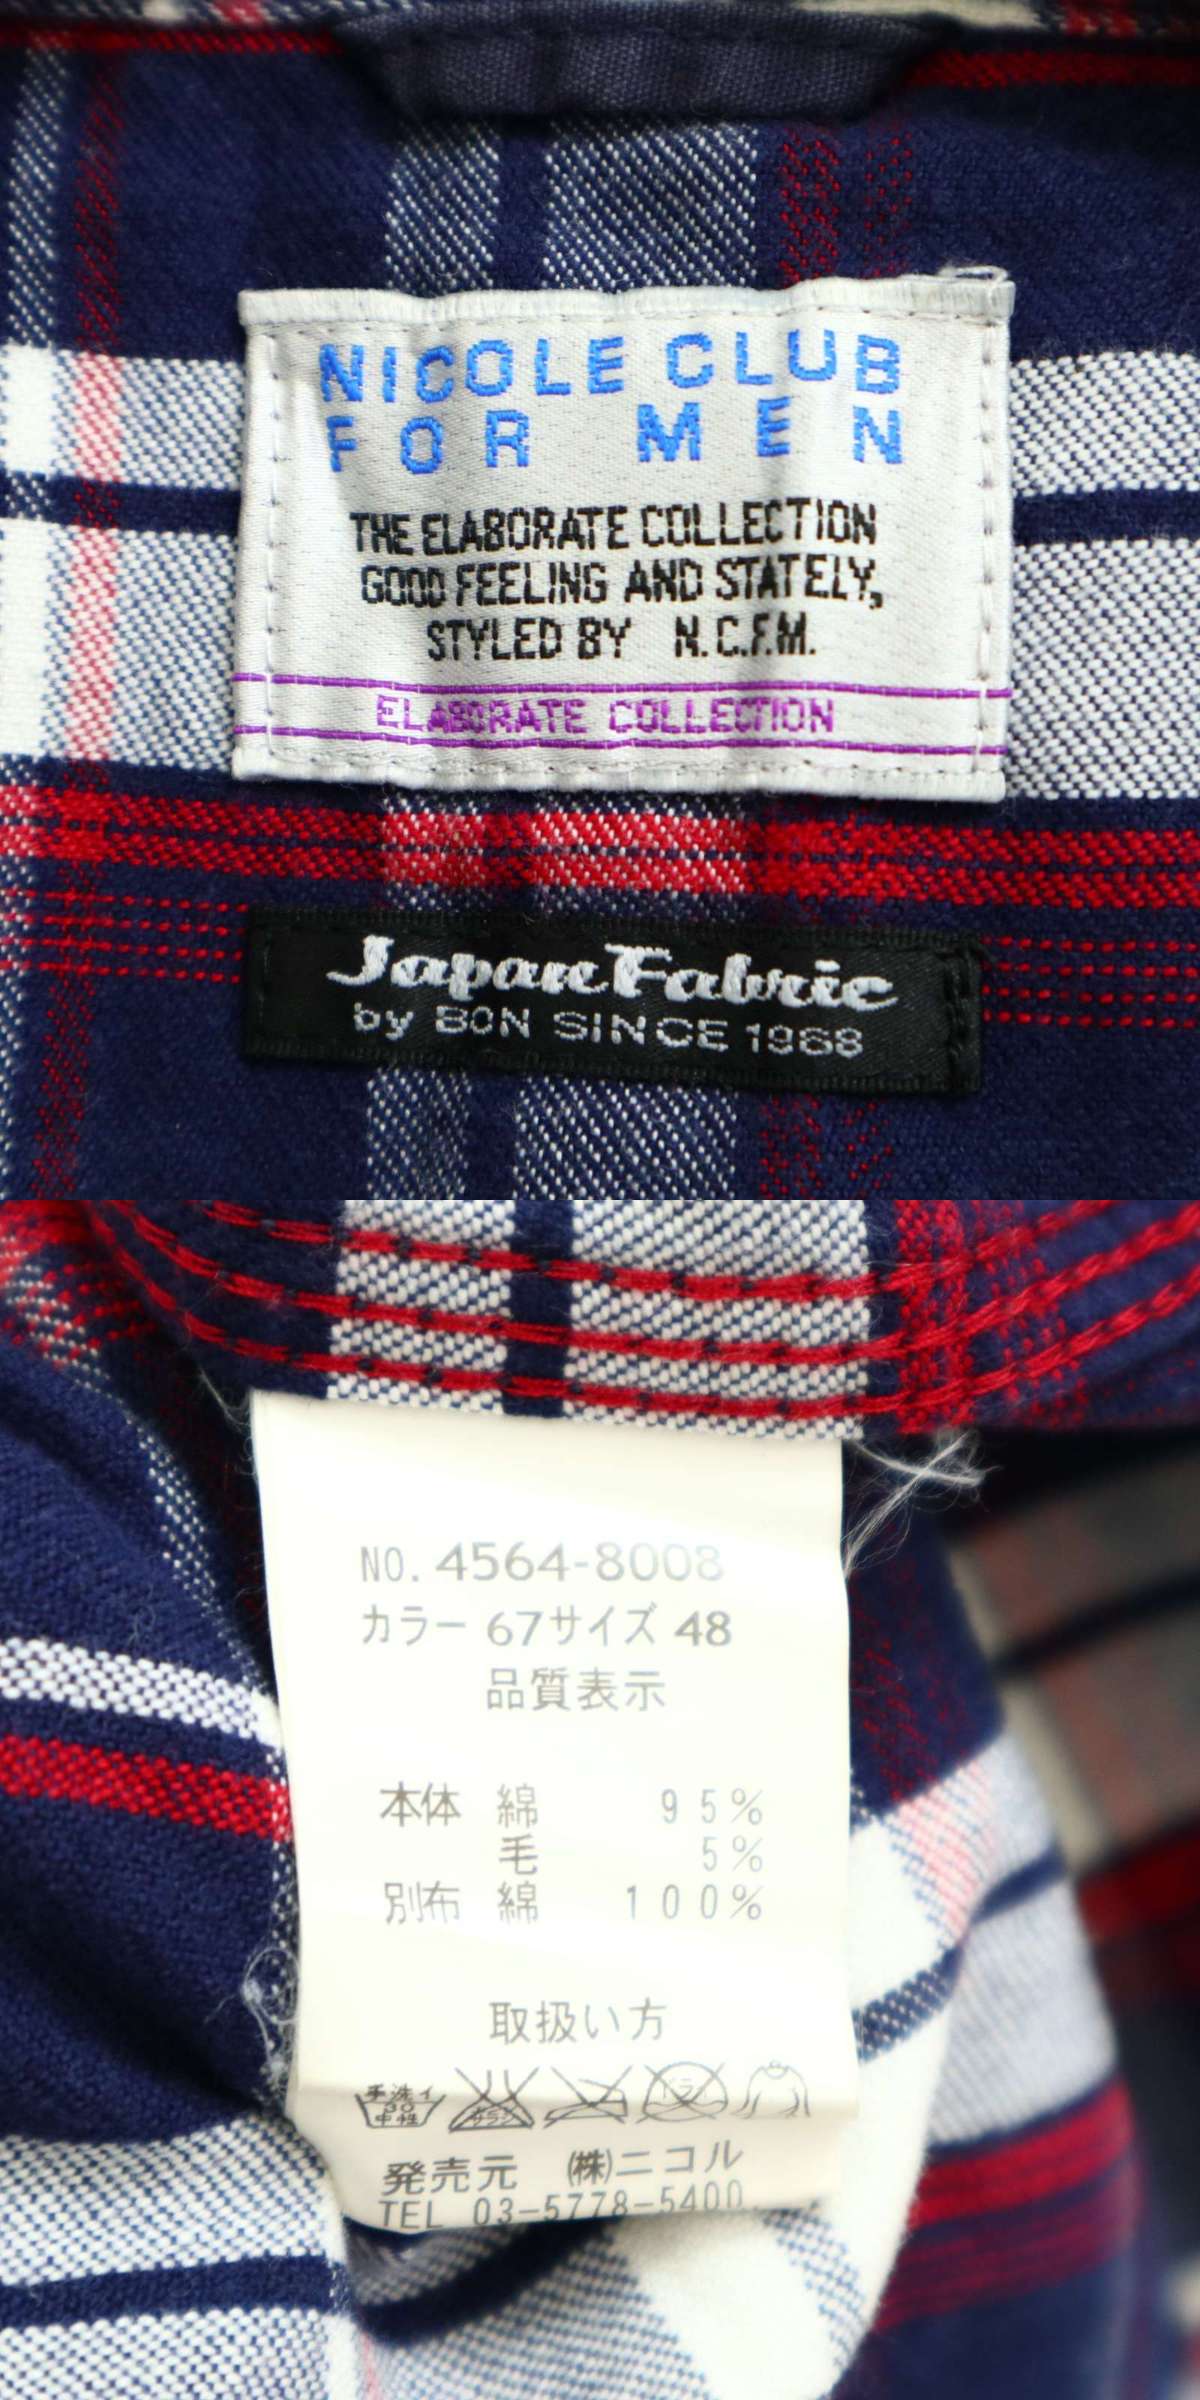 NICOLE CLUB
FOR MEN
THE ELABORATE COLLECTION
GOOD FEELING AND STATELY,
STYLED BY N.C.F.M.
ELABORATE COLLECTION
Japan Fabric
by BON SINCE 1968
NO. 4564-8008
カラー 67 サイズ 48
品質表示
本体 綿 95%
毛 5%
別布 綿 100%
取扱い方
手洗イ
30
中性
発売元 ㈱ニコル
TEL 03-5778-5400